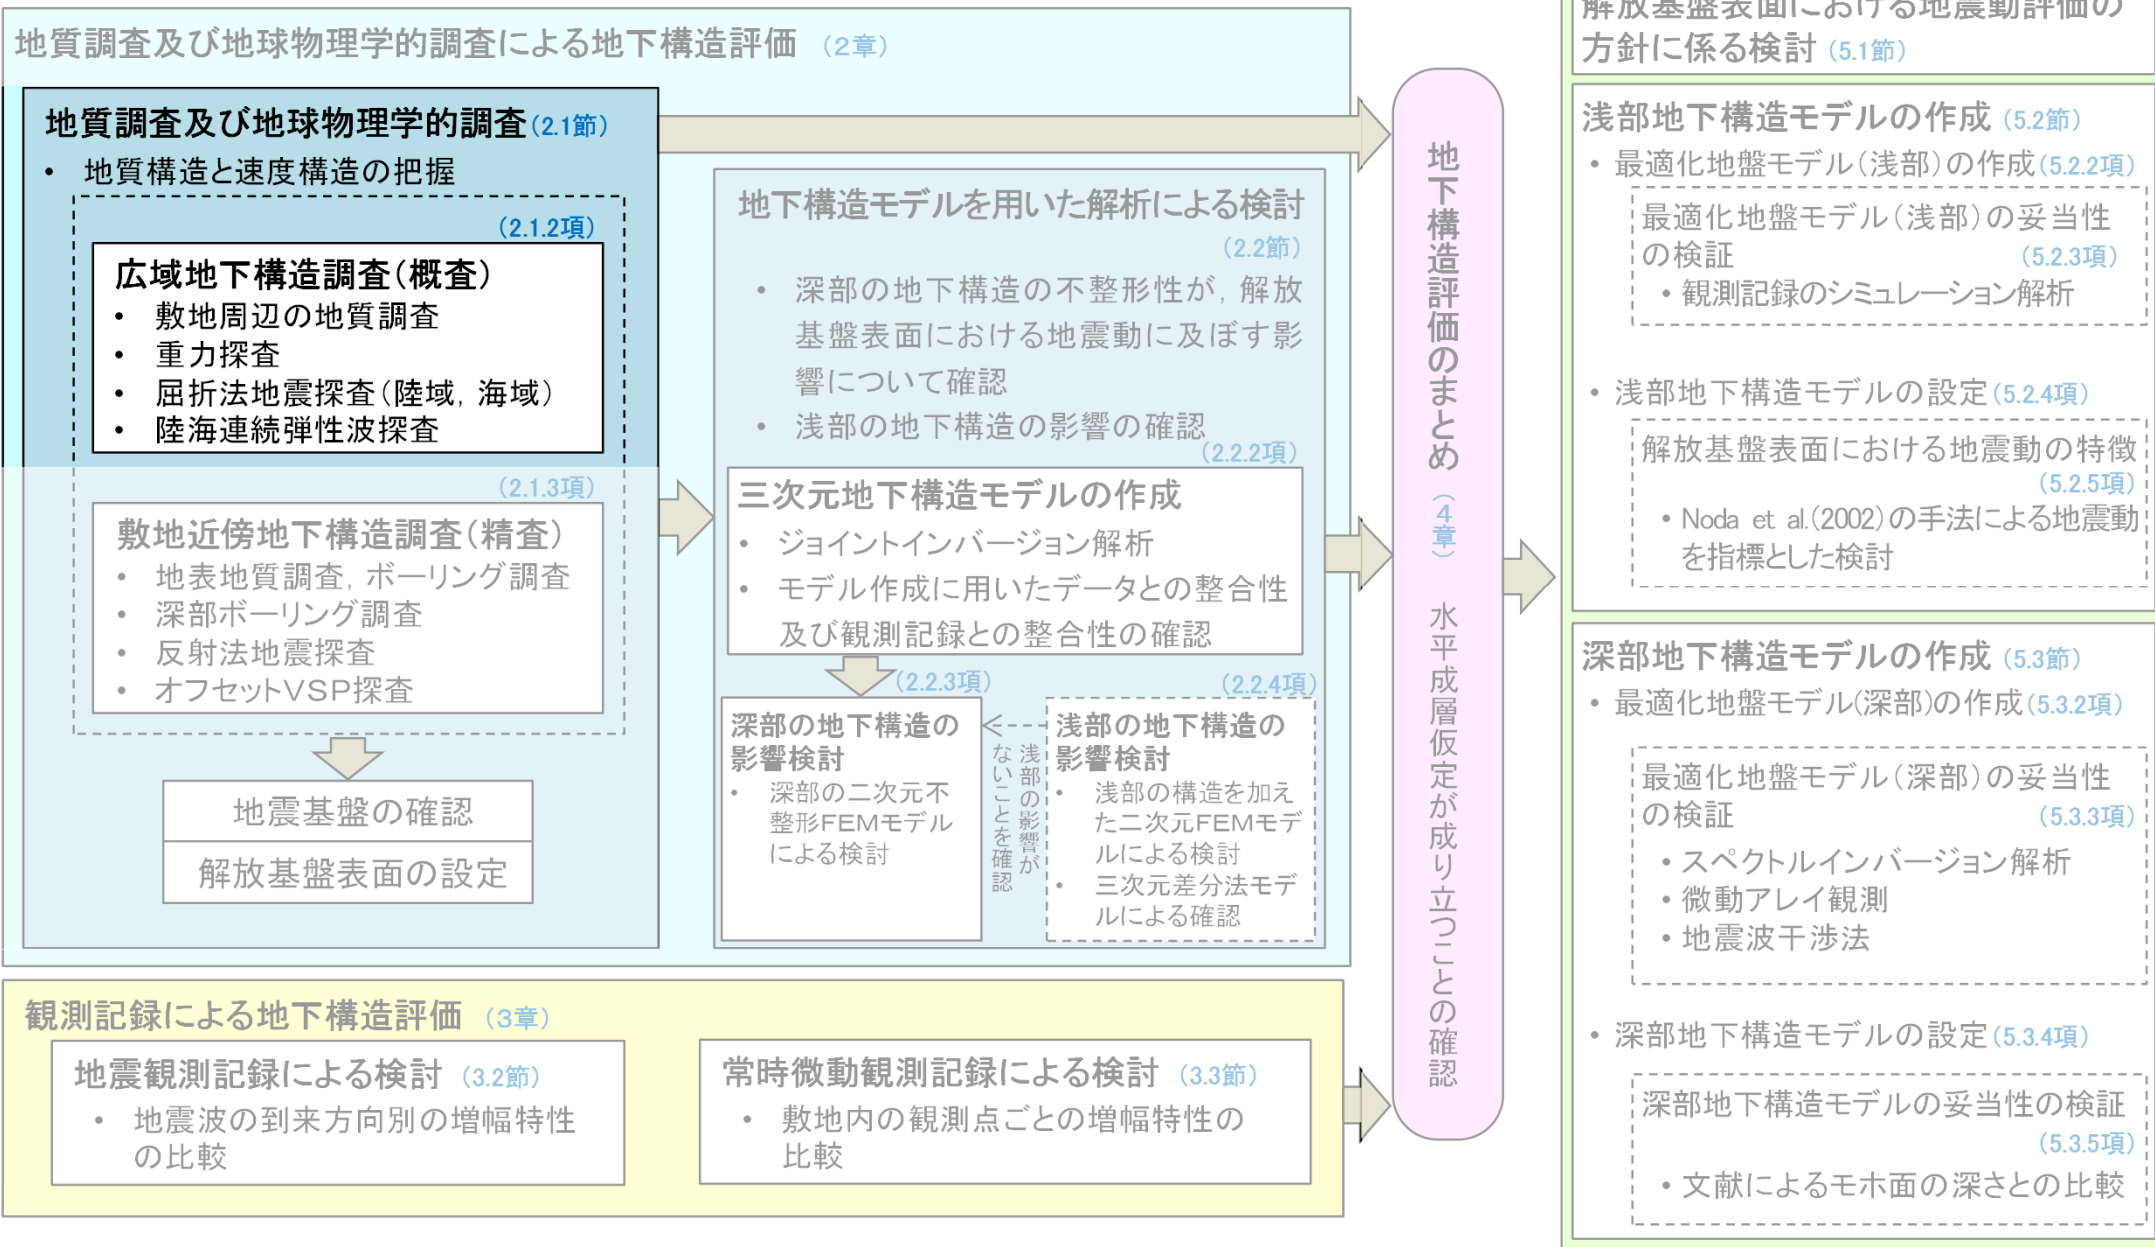 地質調査及び地球物理学的調査による地下構造評価 （２章）
地質調査及び地球物理学的調査(2.1節)
• 地質構造と速度構造の把握
(2.1.2項)
広域地下構造調査(概査)
• 敷地周辺の地質調査
• 重力探査
• 屈折法地震探査(陸域, 海域)
• 陸海連続弾性波探査
(2.1.3項)
敷地近傍地下構造調査(精査)
• 地表地質調査, ボーリング調査
• 深部ボーリング調査
• 反射法地震探査
• オフセットVSP探査
地震基盤の確認
解放基盤表面の設定
地下構造モデルを用いた解析による検討
(2.2節)
• 深部の地下構造の不整形性が, 解放
基盤表面における地震動に及ぼす影
響について確認
• 浅部の地下構造の影響の確認
(2.2.2項)
三次元地下構造モデルの作成
• ジョイントインバージョン解析
• モデル作成に用いたデータとの整合性
及び観測記録との整合性の確認
(2.2.3項)
深部の地下構造の
影響検討
• 深部の二次元不
整形FEMモデル
による検討
浅部の影響が
ないことを確認
(2.2.4項)
浅部の地下構造の
影響検討
• 浅部の構造を加え
た二次元FEMモデ
ルによる検討
• 三次元差分法モデ
ルによる確認
観測記録による地下構造評価 （３章）
地震観測記録による検討 (3.2節)
• 地震波の到来方向別の増幅特性
の比較
常時微動観測記録による検討 (3.3節)
• 敷地内の観測点ごとの増幅特性の
比較
地下構造評価のまとめ（４章） 水平成層仮定が成り立つことの確認
解放基盤表面における地震動評価の
方針に係る検討 (5.1節)
浅部地下構造モデルの作成 (5.2節)
• 最適化地盤モデル(浅部)の作成(5.2.2項)
最適化地盤モデル(浅部)の妥当性
の検証 (5.2.3項)
• 観測記録のシミュレーション解析
• 浅部地下構造モデルの設定(5.2.4項)
解放基盤表面における地震動の特徴
(5.2.5項)
• Noda et al.(2002)の手法による地震動
を指標とした検討
深部地下構造モデルの作成 (5.3節)
• 最適化地盤モデル(深部)の作成(5.3.2項)
最適化地盤モデル(深部)の妥当性
の検証 (5.3.3項)
• スペクトルインバージョン解析
• 微動アレイ観測
• 地震波干渉法
• 深部地下構造モデルの設定(5.3.4項)
深部地下構造モデルの妥当性の検証
(5.3.5項)
• 文献によるモホ面の深さとの比較